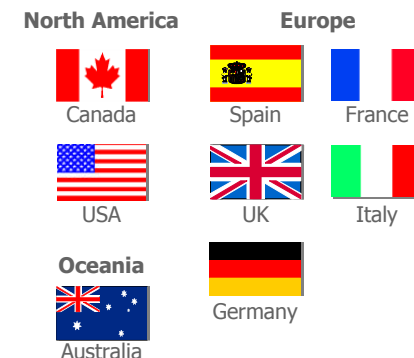 North America
Europe
Canada
Spain
France
USA
UK
Italy
Oceania
Germany
Australia